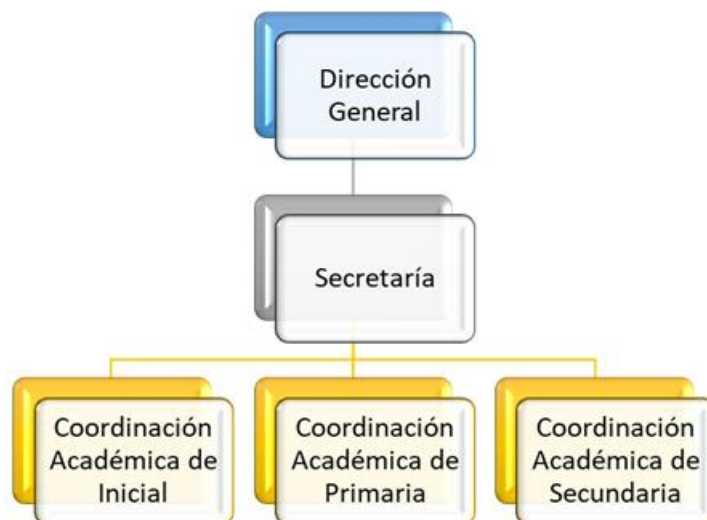 Dirección
General
Secretaría
Coordinación
Académica de
Inicial
Coordinación
Académica de
Primaria
Coordinación
Académica de
Secundaria